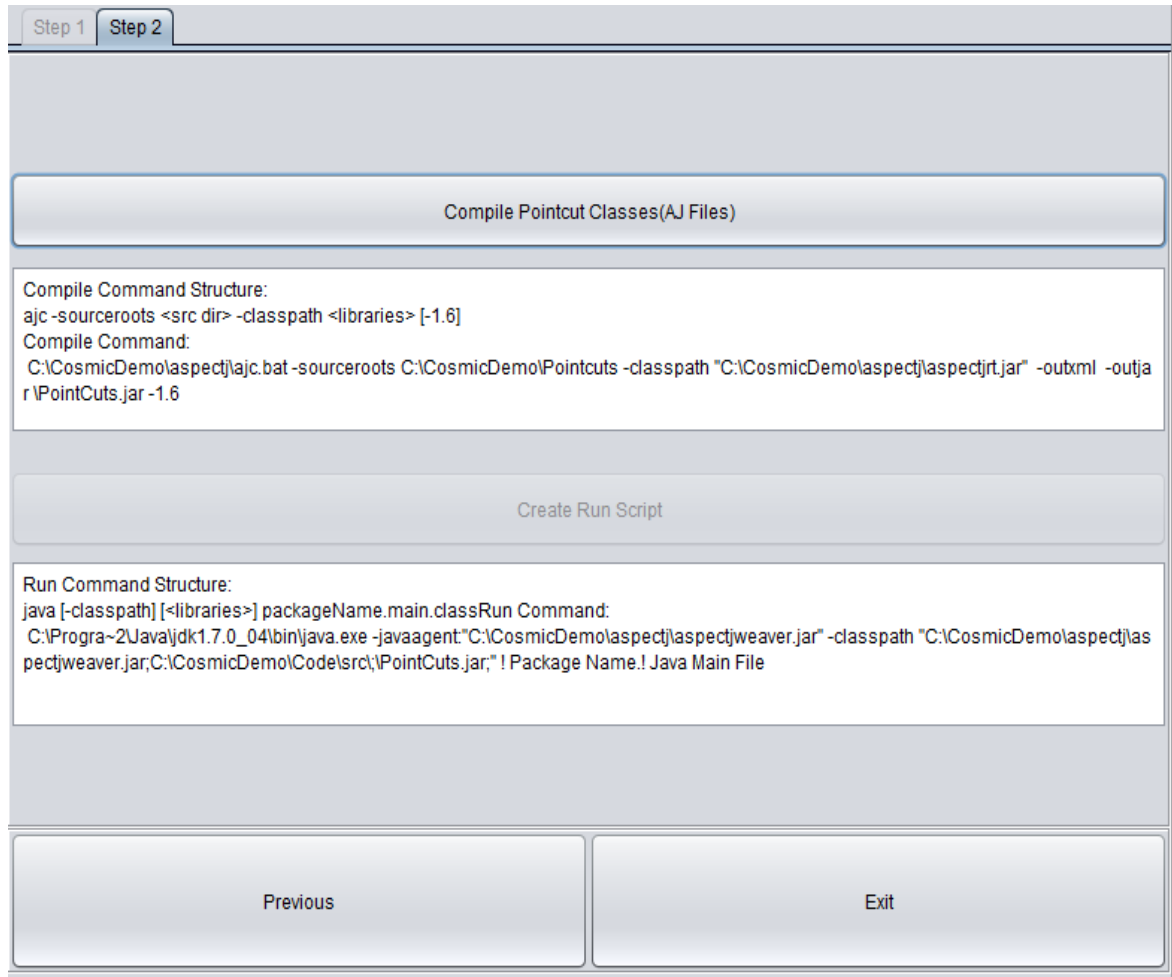 Step 1 Step 2
Compile Pointcut Classes(AJ Files)
Compile Command Structure:
ajc -sourceroots <src dir> -classpath <libraries> [-1.6]
Compile Command:
C:\CosmicDemo\aspectj\ajc.bat -sourceroots C:\CosmicDemo\Pointcuts -classpath "C:\CosmicDemo\aspectj\aspectjrt.jar"  -outxml  -outja
r \PointCuts.jar -1.6
Create Run Script
Run Command Structure:
java [-classpath] [<libraries>] packageName.main.classRun Command:
C:\Progra~2\Java\jdk1.7.0_04\bin\java.exe -javaagent:"C:\CosmicDemo\aspectj\aspectjweaver.jar" -classpath "C:\CosmicDemo\aspectj\as
pectjweaver.jar;C:\CosmicDemo\Code\src\;\PointCuts.jar;" ! Package Name.! Java Main File
Previous Exit